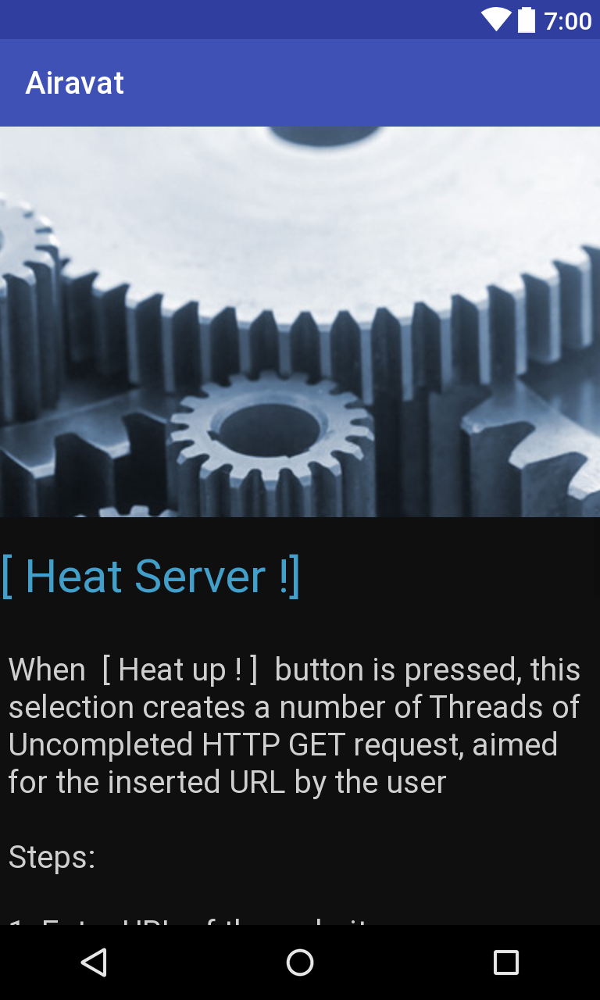 7:00
Airavat
[ Heat Server !]
When  [ Heat up ! ]  button is pressed, this
selection creates a number of Threads of
Uncompleted HTTP GET request, aimed
for the inserted URL by the user
Steps: